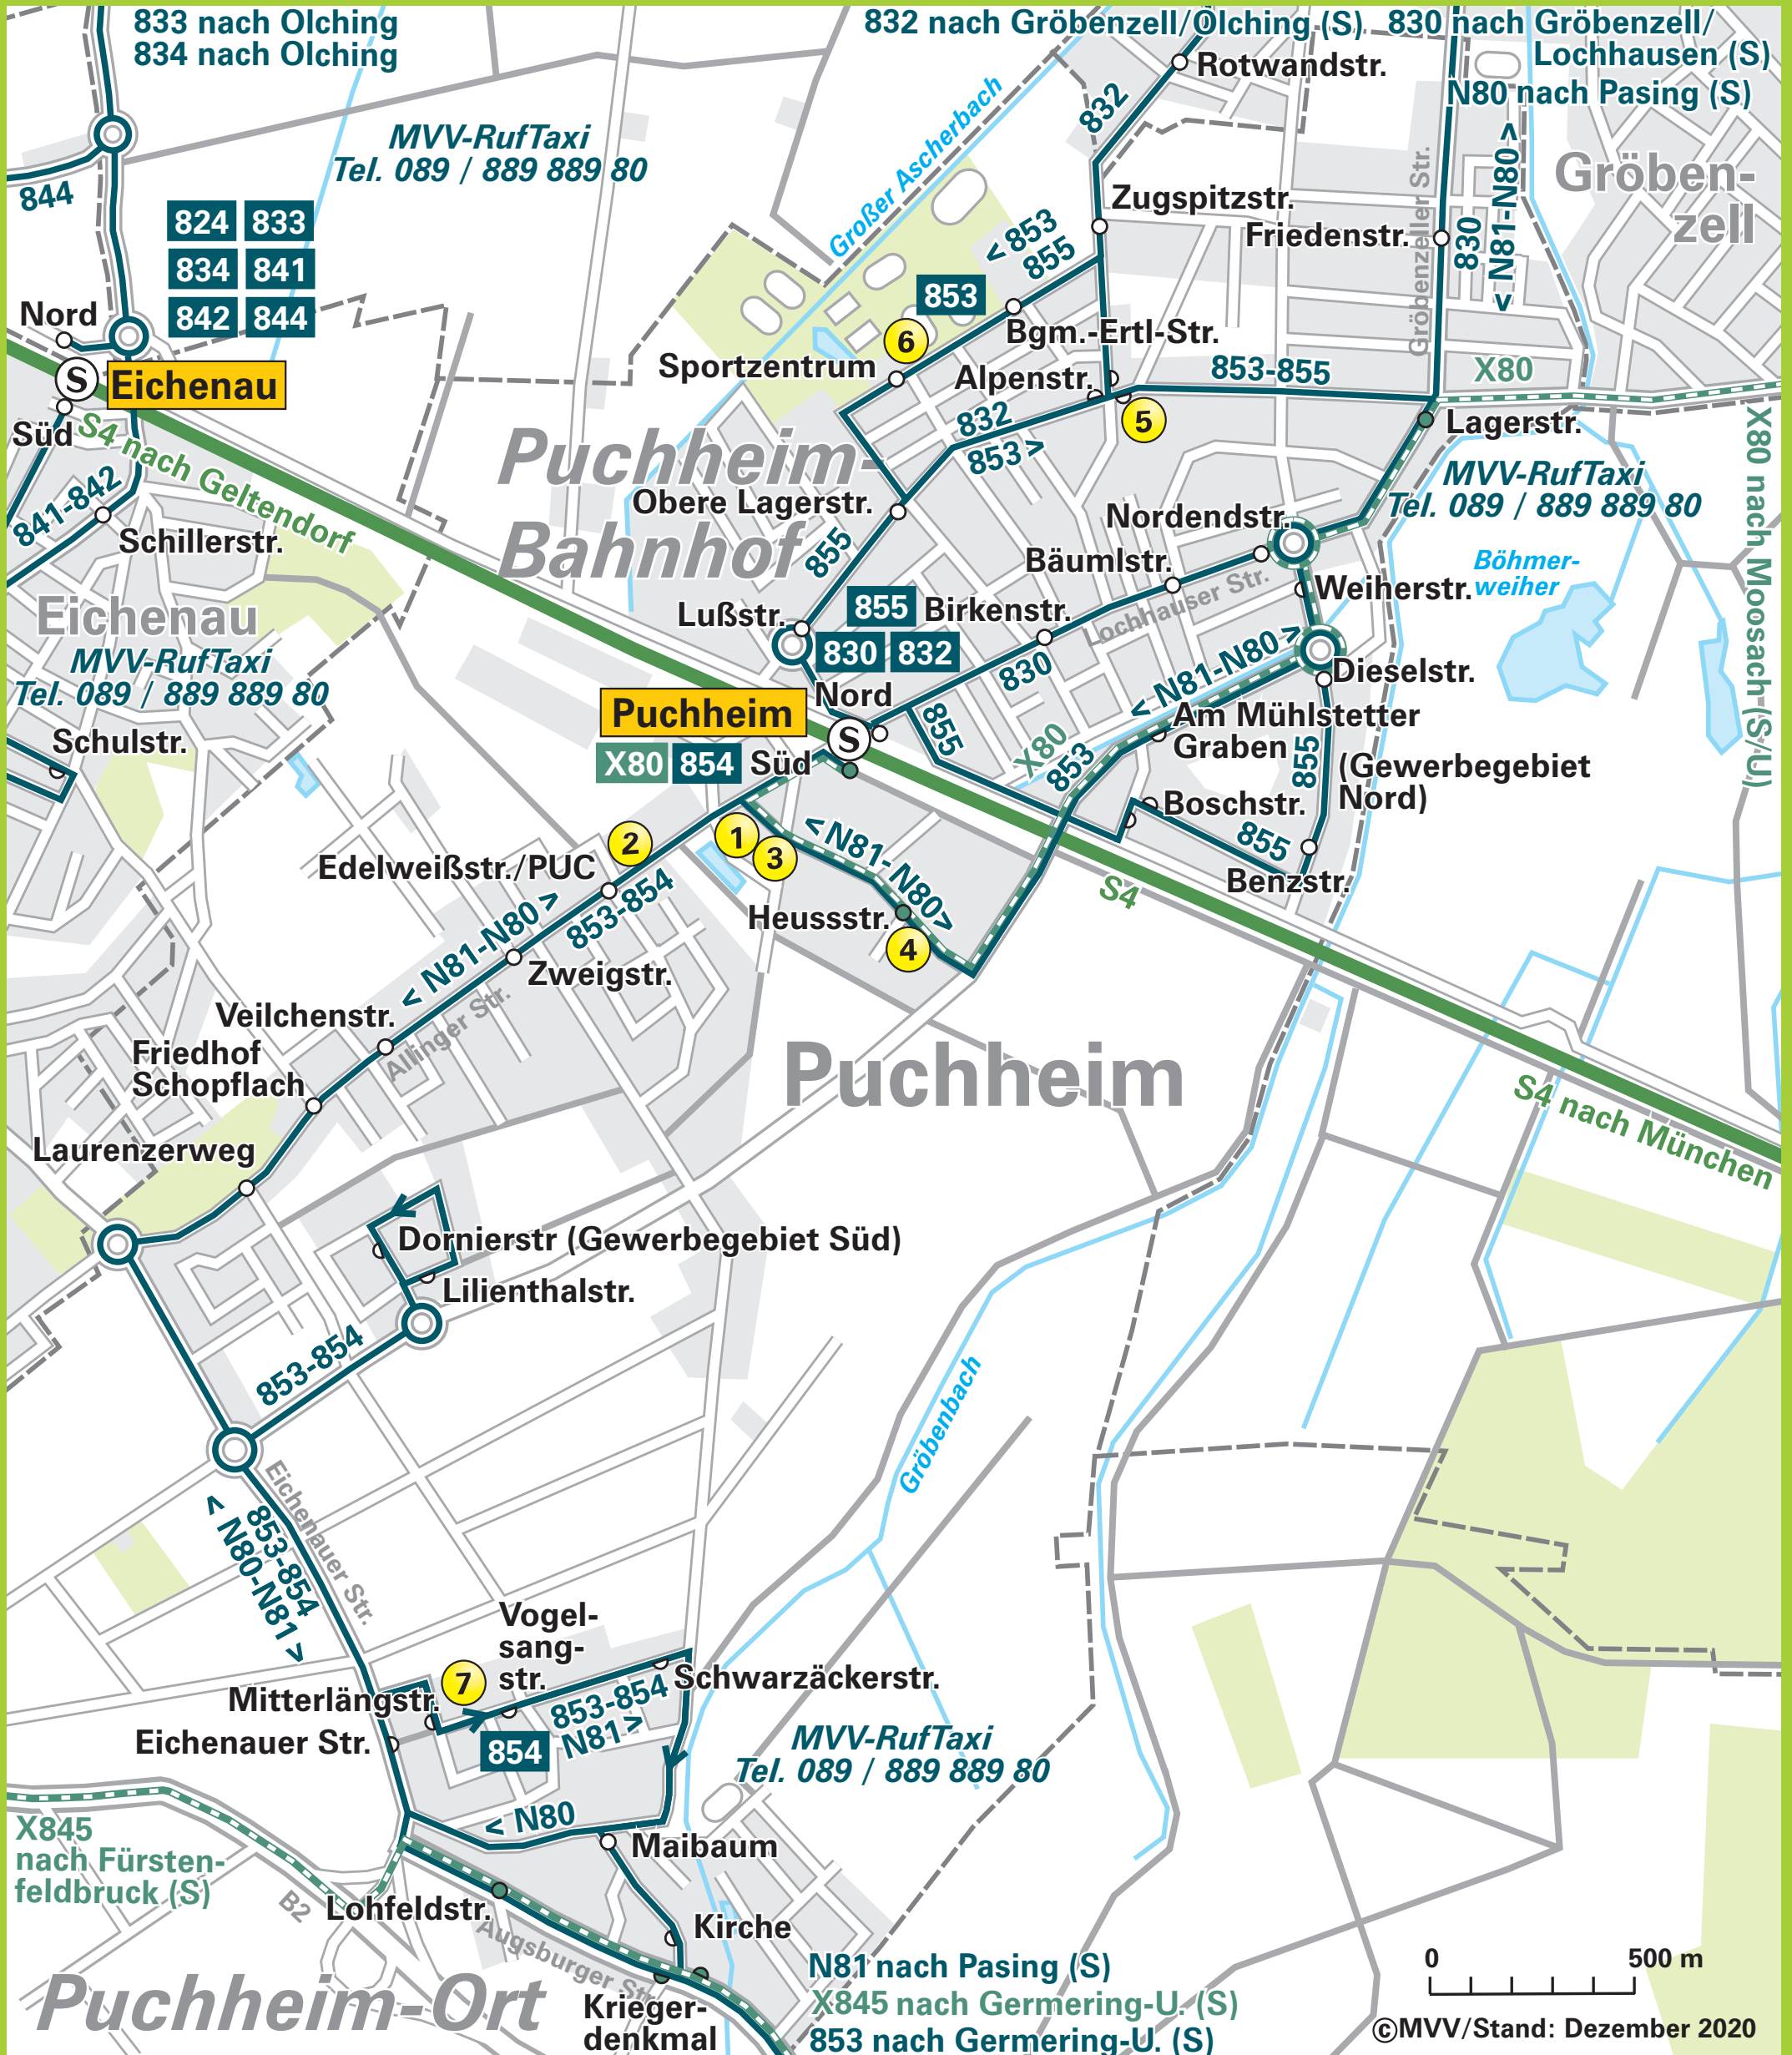 833 nach Olching
834 nach Olching
832 nach Gröbenzell/Olching (S)
830 nach Gröbenzell/
Lochhausen (S)
N80 nach Pasing (S)
Rotwandstr.
832
MVV-RufTaxi
Tel. 089 / 889 889 80
Großer Ascherbach
844
Gröben-
zell
Zugspitzstr.
Friedenstr.
Gröbenzeller Str.
830
< N81-N80 >
824 833
834 841
842 844
< 853
855
853
Nord
Bgm.-Ertl-Str.
6
Sportzentrum
Alpenstr.
853-855
X80
S
Eichenau
5
Süd
832
853 >
Lagerstr.
S4 nach Geltendorf
Puchheim-
Bahnhof
841-842
Schillerstr.
Obere Lagerstr.
855
Nordendstr.
MVV-RufTaxi
Tel. 089 / 889 889 80
X80 nach Moosach (S/U)
Bäumlstr.
Böhmer-
weiher
Weiherstr.
Lochhauser Str.
Eichenau
MVV-RufTaxi
Tel. 089 / 889 889 80
Lußstr.
855
Birkenstr.
830 832
830
< N81-N80 >
Dieselstr.
Puchheim
Nord
S
Schulstr.
X80 854
Süd
855
X80
853
Am Mühlstetter
Graben
855
(Gewerbegebiet
Nord)
Boschstr.
855
Benzstr.
1
2
3
< N81-N80 >
Edelweißstr./PUC
853-854
Heussstr.
4
S4
< N81-N80 >
Zweigstr.
Veilchenstr.
Allinger Str.
Friedhof
Schopflach
Puchheim
S4 nach München
Laurenzerweg
Dornierstr (Gewerbegebiet Süd)
Lilienthalstr.
853-854
Gröbenbach
Eichenauer Str.
853-854
< N80-N81 >
Vogel-
sang-
str.
7
Schwarzäckerstr.
Mitterlängstr.
853-854
N81 >
Eichenauer Str.
854
MVV-RufTaxi
Tel. 089 / 889 889 80
< N80
X845
nach Fürsten-
feldbruck (S)
Maibaum
B2
Lohfeldstr.
Augsburger Str.
Kirche
Puchheim-Ort
Krieger-
denkmal
N81 nach Pasing (S)
X845 nach Germering-U. (S)
853 nach Germering-U. (S)
0 500 m
©MVV/Stand: Dezember 2020